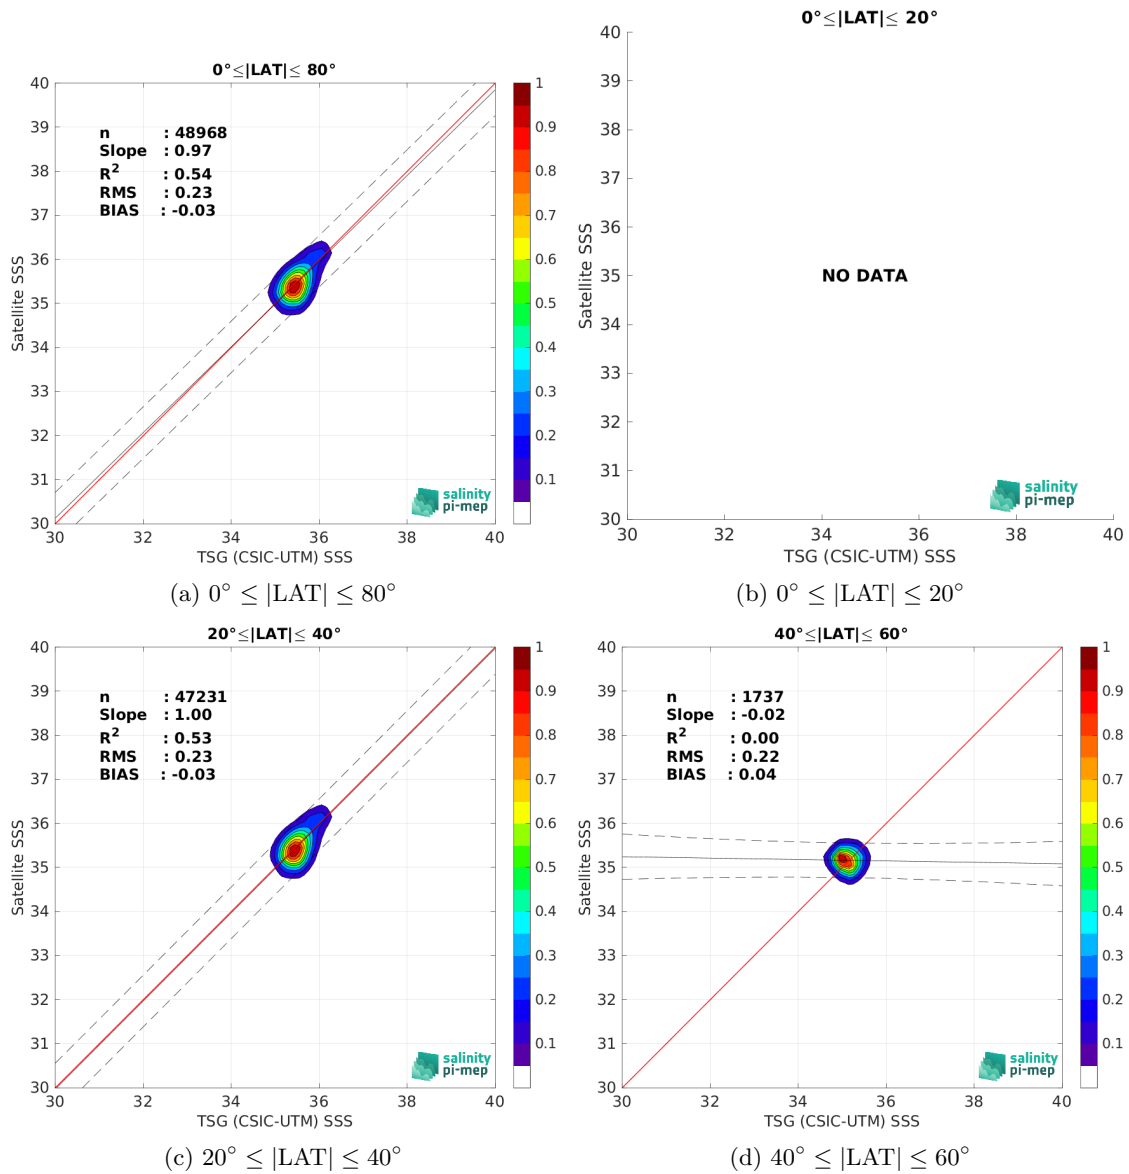 0°≤|LAT|≤ 80°
n : 48968
Slope : 0.97
R² : 0.54
RMS : 0.23
BIAS : -0.03
40
39
38
37
36
35
34
33
32
31
30
30 32 34 36 38 40
Satellite SSS
TSG (CSIC-UTM) SSS
1
0.9
0.8
0.7
0.6
0.5
0.4
0.3
0.2
0.1
salinity
pi-mep
(a) 0° ≤ |LAT| ≤ 80°
0°≤|LAT|≤ 20°
40
39
38
37
36
35
34
33
32
31
30
30 32 34 36 38 40
Satellite SSS
NO DATA
TSG (CSIC-UTM) SSS
salinity
pi-mep
(b) 0° ≤ |LAT| ≤ 20°
20°≤|LAT|≤ 40°
n : 47231
Slope : 1.00
R² : 0.53
RMS : 0.23
BIAS : -0.03
40
39
38
37
36
35
34
33
32
31
30
30 32 34 36 38 40
Satellite SSS
TSG (CSIC-UTM) SSS
1
0.9
0.8
0.7
0.6
0.5
0.4
0.3
0.2
0.1
salinity
pi-mep
(c) 20° ≤ |LAT| ≤ 40°
40°≤|LAT|≤ 60°
n : 1737
Slope : -0.02
R² : 0.00
RMS : 0.22
BIAS : 0.04
40
39
38
37
36
35
34
33
32
31
30
30 32 34 36 38 40
Satellite SSS
TSG (CSIC-UTM) SSS
1
0.9
0.8
0.7
0.6
0.5
0.4
0.3
0.2
0.1
salinity
pi-mep
(d) 40° ≤ |LAT| ≤ 60°